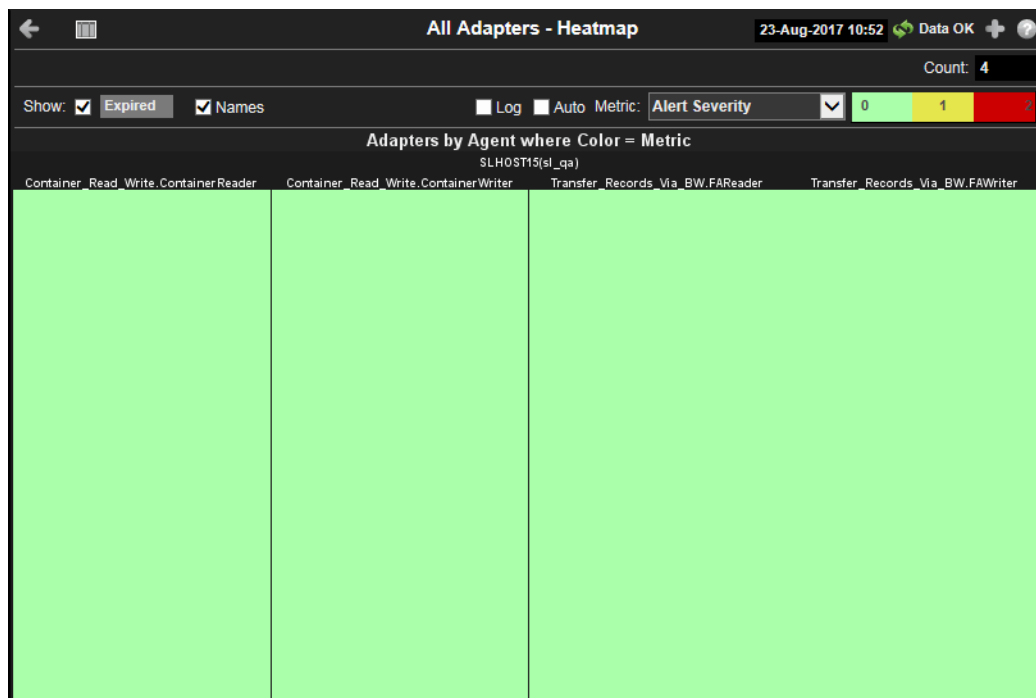 All Adapters - Heatmap 23-Aug-2017 10:52 Data OK ?
Count: 4
Show: Expired Names Log Auto Metric: Alert Severity 0 1 2
Adapters by Agent where Color = Metric
SLHOST15(sl_qa)
Container_Read_Write.ContainerReader Container_Read_Write.ContainerWriter Transfer_Records_Via_BW.FAReader Transfer_Records_Via_BW.FAWriter